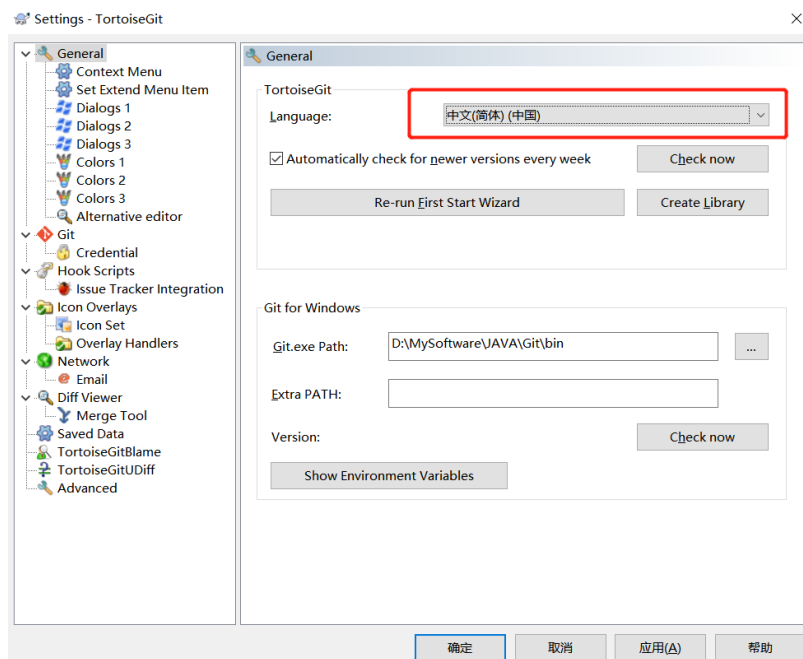 Settings - TortoiseGit
General
Context Menu
Set Extend Menu Item
Dialogs 1
Dialogs 2
Dialogs 3
Colors 1
Colors 2
Colors 3
Alternative editor
Git
Credential
Hook Scripts
Issue Tracker Integration
Icon Overlays
Icon Set
Overlay Handlers
Network
Email
Diff Viewer
Merge Tool
Saved Data
TortoiseGitBlame
TortoiseGitUDiff
Advanced
General
TortoiseGit
Language: 中文(简体) (中国)
Automatically check for newer versions every week Check now
Re-run First Start Wizard Create Library
Git for Windows
Git.exe Path: D:\MySoftware\JAVA\Git\bin ...
Extra PATH:
Version: Check now
Show Environment Variables
确定 取消 应用(A) 帮助